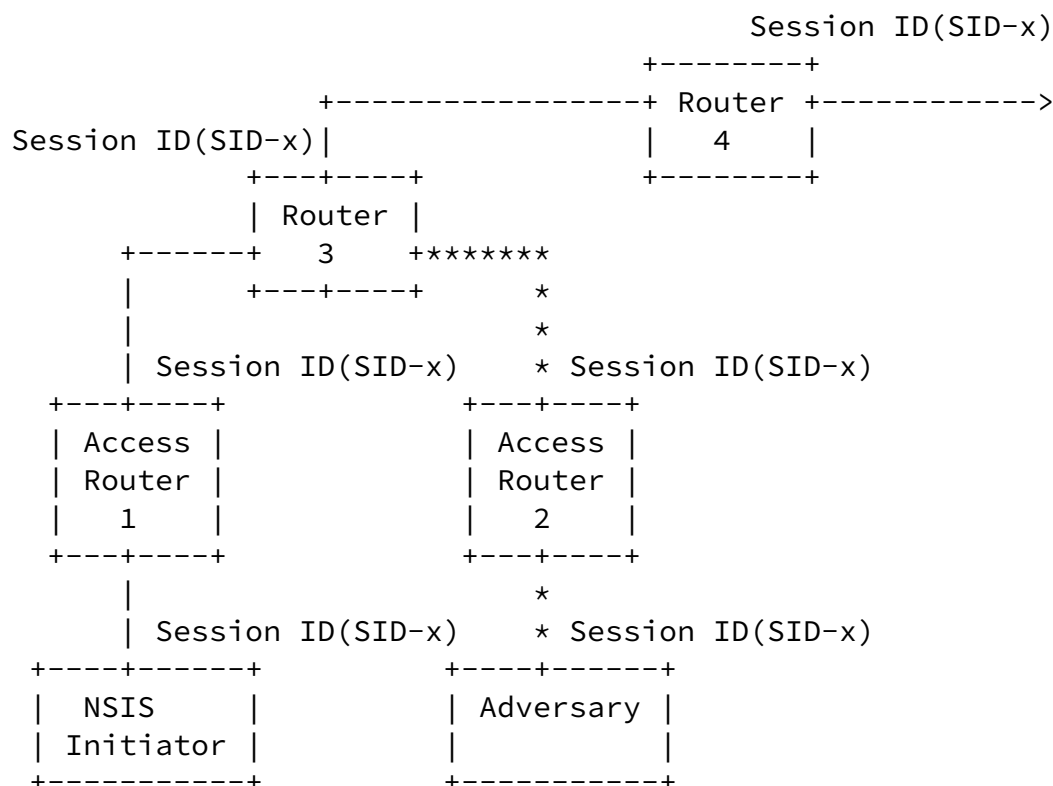 Session ID(SID-x)
+--------+
+-----------------+ Router +------------>
Session ID(SID-x)| | 4 |
+---+----+ +--------+
| Router |
+------+ 3 +*******
| +---+----+ *
| *
| Session ID(SID-x) * Session ID(SID-x)
+---+----+ +---+----+
| Access | | Access |
| Router | | Router |
| 1 | | 2 |
+---+----+ +---+----+
| *
| Session ID(SID-x) * Session ID(SID-x)
+----+------+ +----+------+
| NSIS | | Adversary |
| Initiator | | |
+-----------+ +-----------+